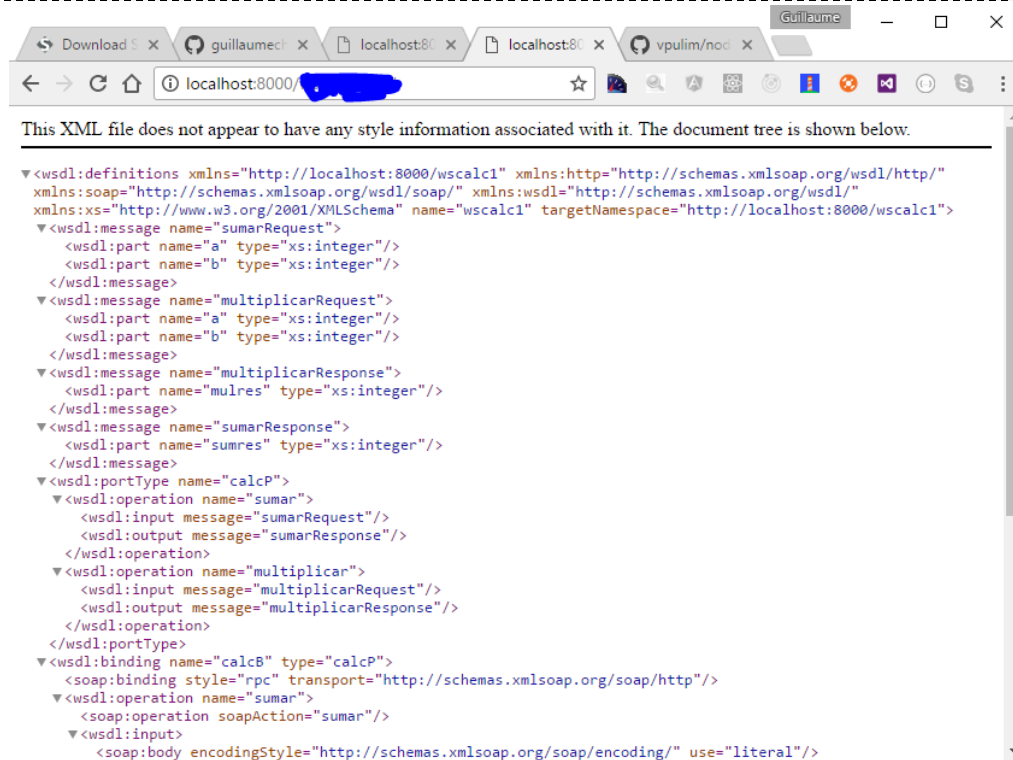 Guillaume
Download S
guillaumech
localhost:80
localhost:80
vpulim/nod
localhost:8000/
This XML file does not appear to have any style information associated with it. The document tree is shown below.
▼<wsdl:definitions xmlns="http://localhost:8000/wscalc1" xmlns:http="http://schemas.xmlsoap.org/wsdl/http/"
xmlns:soap="http://schemas.xmlsoap.org/wsdl/soap/" xmlns:wsdl="http://schemas.xmlsoap.org/wsdl/"
xmlns:xs="http://www.w3.org/2001/XMLSchema" name="wscalc1" targetNamespace="http://localhost:8000/wscalc1">
▼<wsdl:message name="sumarRequest">
<wsdl:part name="a" type="xs:integer"/>
<wsdl:part name="b" type="xs:integer"/>
</wsdl:message>
▼<wsdl:message name="multiplicarRequest">
<wsdl:part name="a" type="xs:integer"/>
<wsdl:part name="b" type="xs:integer"/>
</wsdl:message>
▼<wsdl:message name="multiplicarResponse">
<wsdl:part name="mulres" type="xs:integer"/>
</wsdl:message>
▼<wsdl:message name="sumarResponse">
<wsdl:part name="sumres" type="xs:integer"/>
</wsdl:message>
▼<wsdl:portType name="calcP">
▼<wsdl:operation name="sumar">
<wsdl:input message="sumarRequest"/>
<wsdl:output message="sumarResponse"/>
</wsdl:operation>
▼<wsdl:operation name="multiplicar">
<wsdl:input message="multiplicarRequest"/>
<wsdl:output message="multiplicarResponse"/>
</wsdl:operation>
</wsdl:portType>
▼<wsdl:binding name="calcB" type="calcP">
<soap:binding style="rpc" transport="http://schemas.xmlsoap.org/soap/http"/>
▼<wsdl:operation name="sumar">
<soap:operation soapAction="sumar"/>
▼<wsdl:input>
<soap:body encodingStyle="http://schemas.xmlsoap.org/soap/encoding/" use="literal"/>